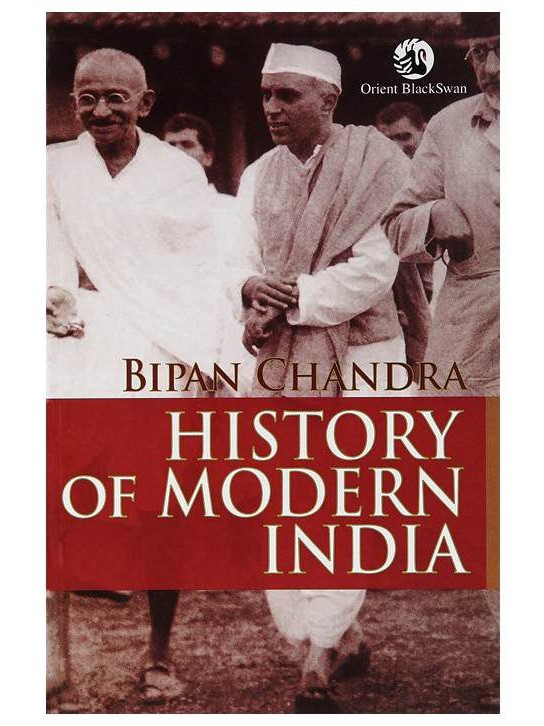 Orient BlackSwan
BIPAN CHANDRA
HISTORY
OF MODERN
INDIA